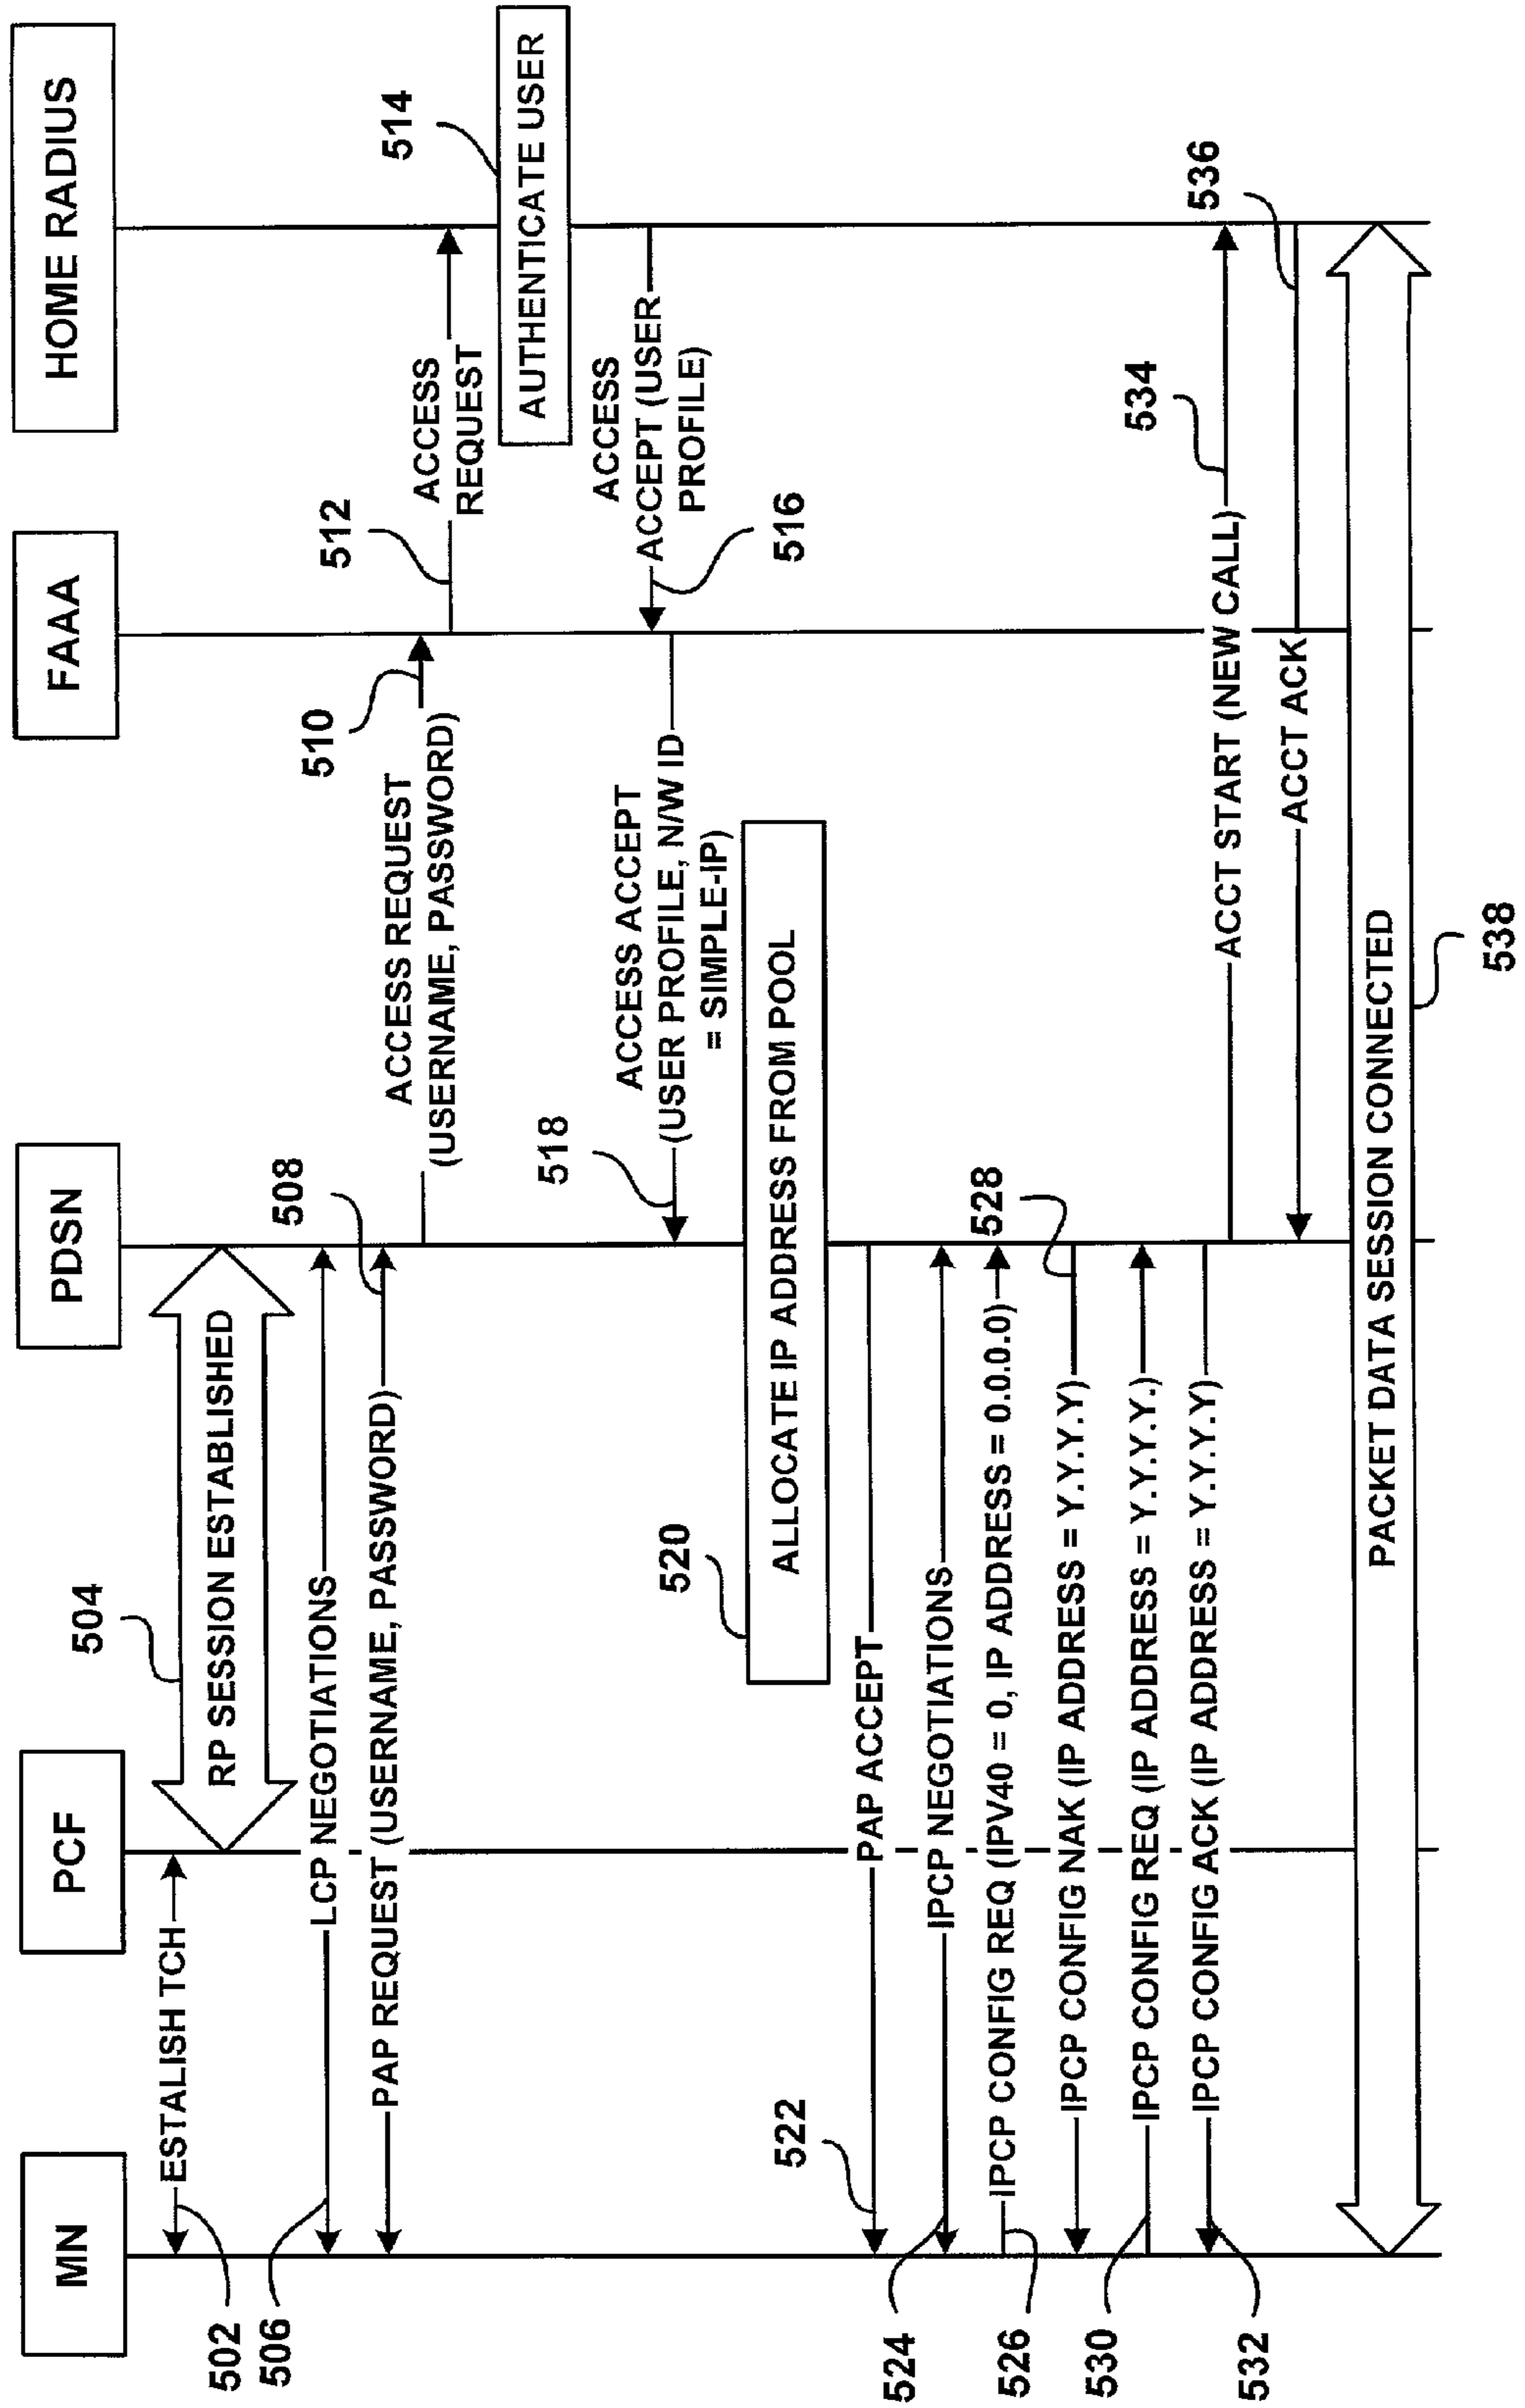 MN
PCF
PDSN
FAAA
HOME RADIUS
ESTALISH TCH
502
504
RP SESSION ESTABLISHED
506
LCP NEGOTIATIONS
508
PAP REQUEST (USERNAME, PASSWORD)
510
ACCESS REQUEST
(USERNAME, PASSWORD)
512
ACCESS
REQUEST
514
AUTHENTICATE USER
ACCESS
ACCEPT (USER
PROFILE)
516
518
ACCESS ACCEPT
(USER PROFILE, N/W ID
= SIMPLE-IP)
520
ALLOCATE IP ADDRESS FROM POOL
522
PAP ACCEPT
524
IPCP NEGOTIATIONS
526
IPCP CONFIG REQ (IPV40 = 0, IP ADDRESS = 0.0.0.0)
528
IPCP CONFIG NAK (IP ADDRESS = Y.Y.Y.Y)
530
IPCP CONFIG REQ (IP ADDRESS = Y.Y.Y.Y.)
532
IPCP CONFIG ACK (IP ADDRESS = Y.Y.Y.Y)
534
ACCT START (NEW CALL)
536
ACCT ACK
PACKET DATA SESSION CONNECTED
538